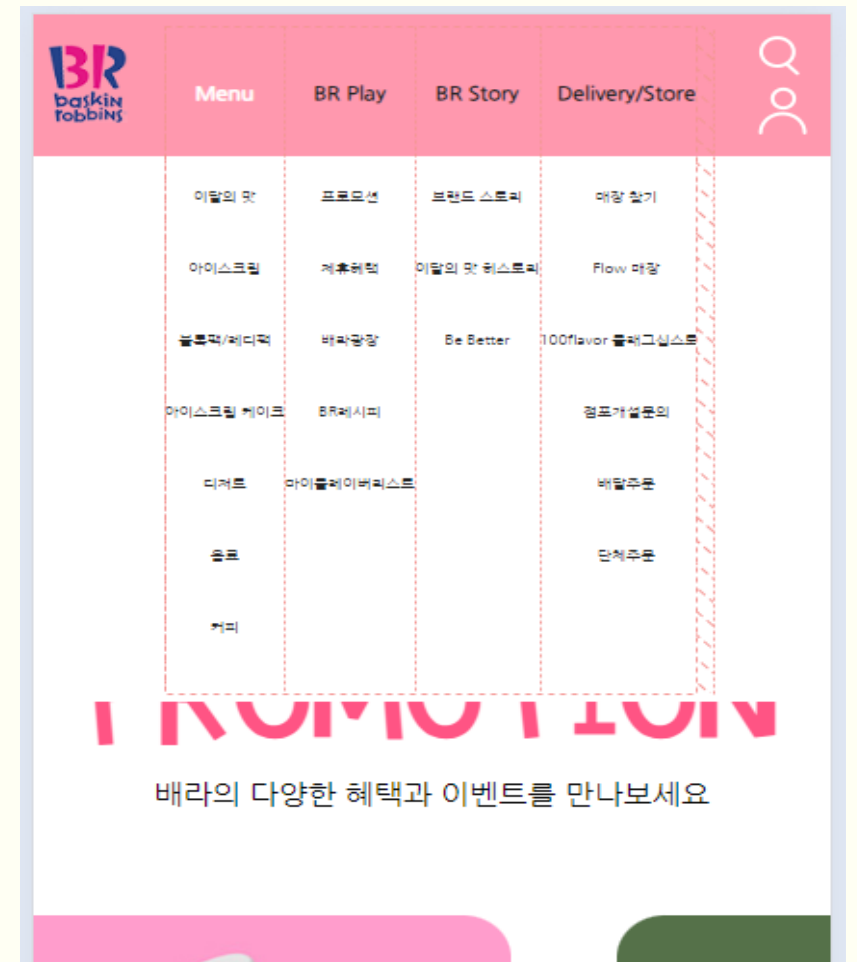 BR
baskin
robbins
Menu
BR Play
BR Story
Delivery/Store
이달의 맛
프로모션
브랜드 스토리
매장 찾기
아이스크림
제휴혜택
이달의 맛 히스토리
Flow 매장
블록팩/레디팩
배라광장
Be Better
100flavor 플래그십스토
아이스크림 케이크
BR레시피
점포개설문의
디저트
마이플레이버리스트
배달주문
음료
단체주문
커피
PROMOTION
배라의 다양한 혜택과 이벤트를 만나보세요